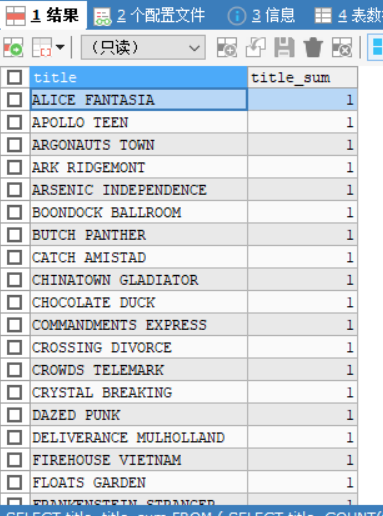 1 结果 2 个配置文件 3 信息 4 表数
（只读）
title title_sum
ALICE FANTASIA 1
APOLLO TEEN 1
ARGONAUTS TOWN 1
ARK RIDGEMONT 1
ARSENIC INDEPENDENCE 1
BOONDOCK BALLROOM 1
BUTCH PANTHER 1
CATCH AMISTAD 1
CHINATOWN GLADIATOR 1
CHOCOLATE DUCK 1
COMMANDMENTS EXPRESS 1
CROSSING DIVORCE 1
CROWDS TELEMARK 1
CRYSTAL BREAKING 1
DAZED PUNK 1
DELIVERANCE MULHOLLAND 1
FIREHOUSE VIETNAM 1
FLOATS GARDEN 1
FRANKENSTEIN STRANGER 1
SELECT title, title_sum FROM ( SELECT title, COUNT(